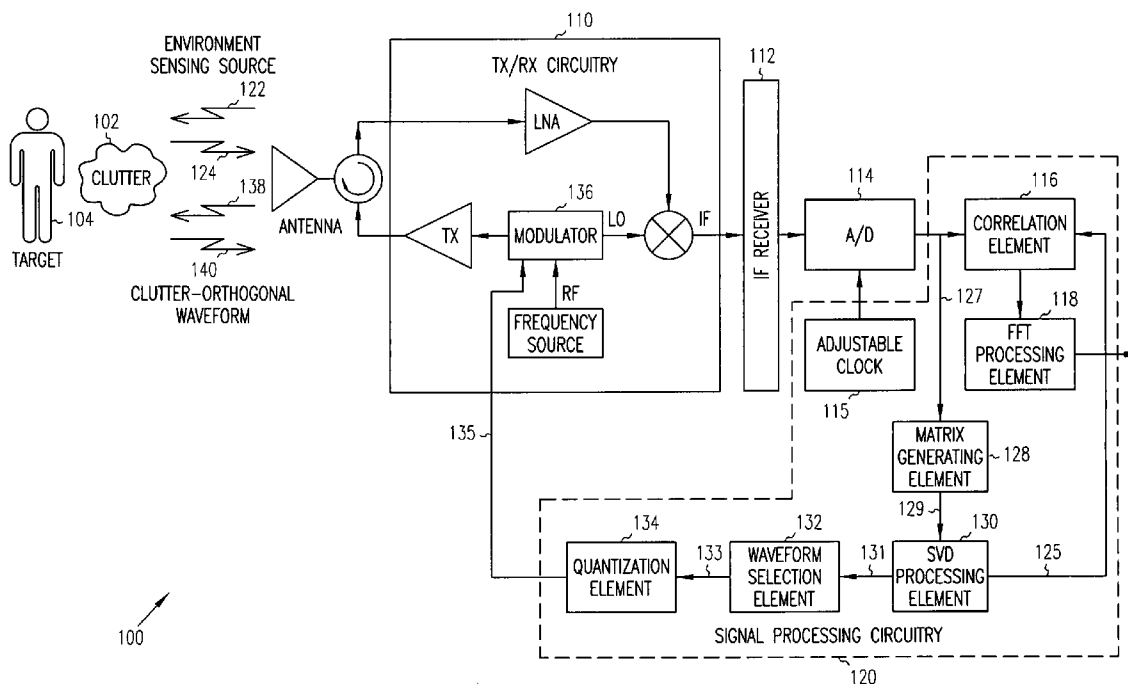 110
ENVIRONMENT
SENSING SOURCE
TX/RX CIRCUITRY
112
122
102
LNA
CLUTTER
124
114
116
138
136
IF RECEIVER
CORRELATION
ELEMENT
104
ANTENNA
TX
MODULATOR
LO
IF
A/D
TARGET
140
127
118
CLUTTER-ORTHOGONAL
WAVEFORM
RF
FREQUENCY
SOURCE
ADJUSTABLE
CLOCK
FFT
PROCESSING
ELEMENT
115
135
MATRIX
GENERATING
ELEMENT
128
129
134
132
130
QUANTIZATION
ELEMENT
133
WAVEFORM
SELECTION
ELEMENT
131
SVD
PROCESSING
ELEMENT
125
100
SIGNAL PROCESSING CIRCUITRY
120